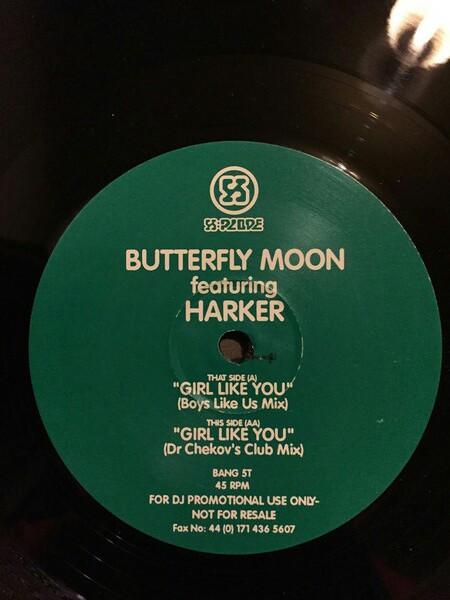 BUTTERFLY MOON
featuring
HARKER
THAT SIDE (A)
"GIRL LIKE YOU"
(Boys Like Us Mix)
THIS SIDE (AA)
"GIRL LIKE YOU"
(Dr Chekov's Club Mix)
BANG 5T
45 RPM
FOR DJ PROMOTIONAL USE ONLY-
NOT FOR RESALE
Fax No: 44 (0) 171 436 5607